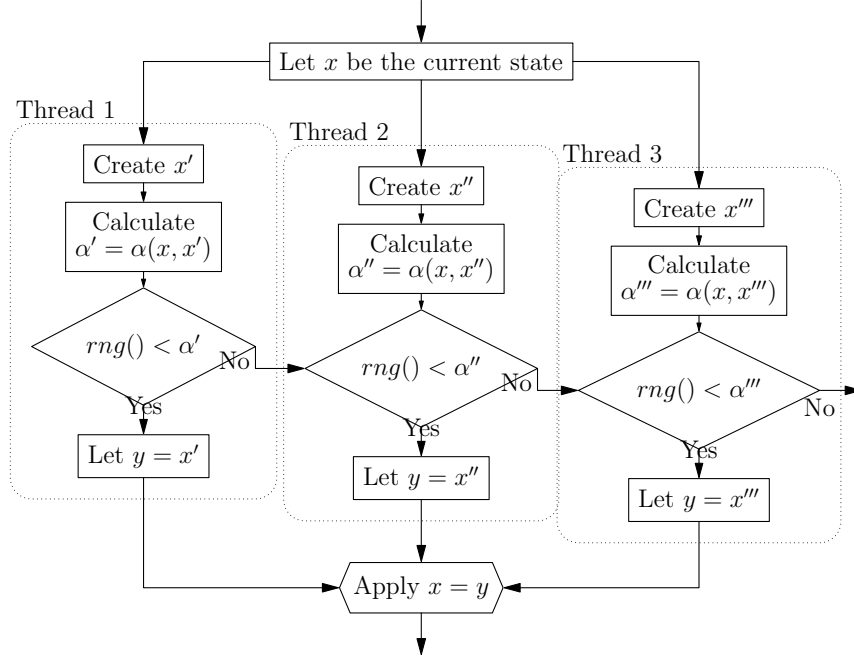 Let x be the current state
Thread 1
Create x′
Calculate
α′ = α(x, x′)
rng() < α′
No
Yes
Let y = x′
Thread 2
Create x″
Calculate
α″ = α(x, x″)
rng() < α″
No
Yes
Let y = x″
Thread 3
Create x‴
Calculate
α‴ = α(x, x‴)
rng() < α‴
No
Yes
Let y = x‴
Apply x = y